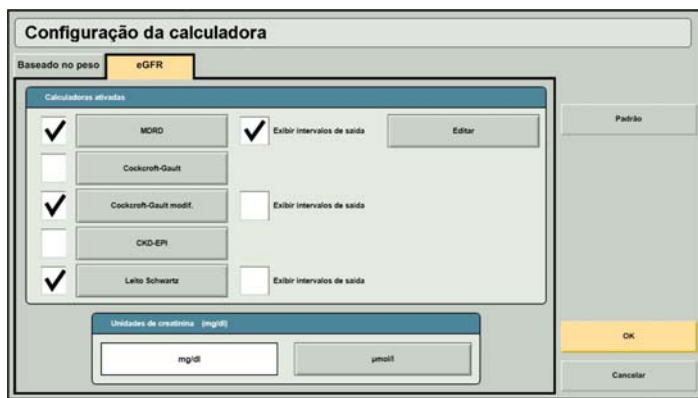 Configuração da calculadora
Baseado no peso
eGFR
Calculadoras ativadas
MDRD
Exibir intervalos de saída
Editar
Cockcroft-Gault
Cockcroft-Gault modif.
Exibir intervalos de saída
CKD-EPI
Leito Schwartz
Exibir intervalos de saída
Unidades de creatinina (mg/dl)
mg/dl
µmol/l
Padrão
OK
Cancelar